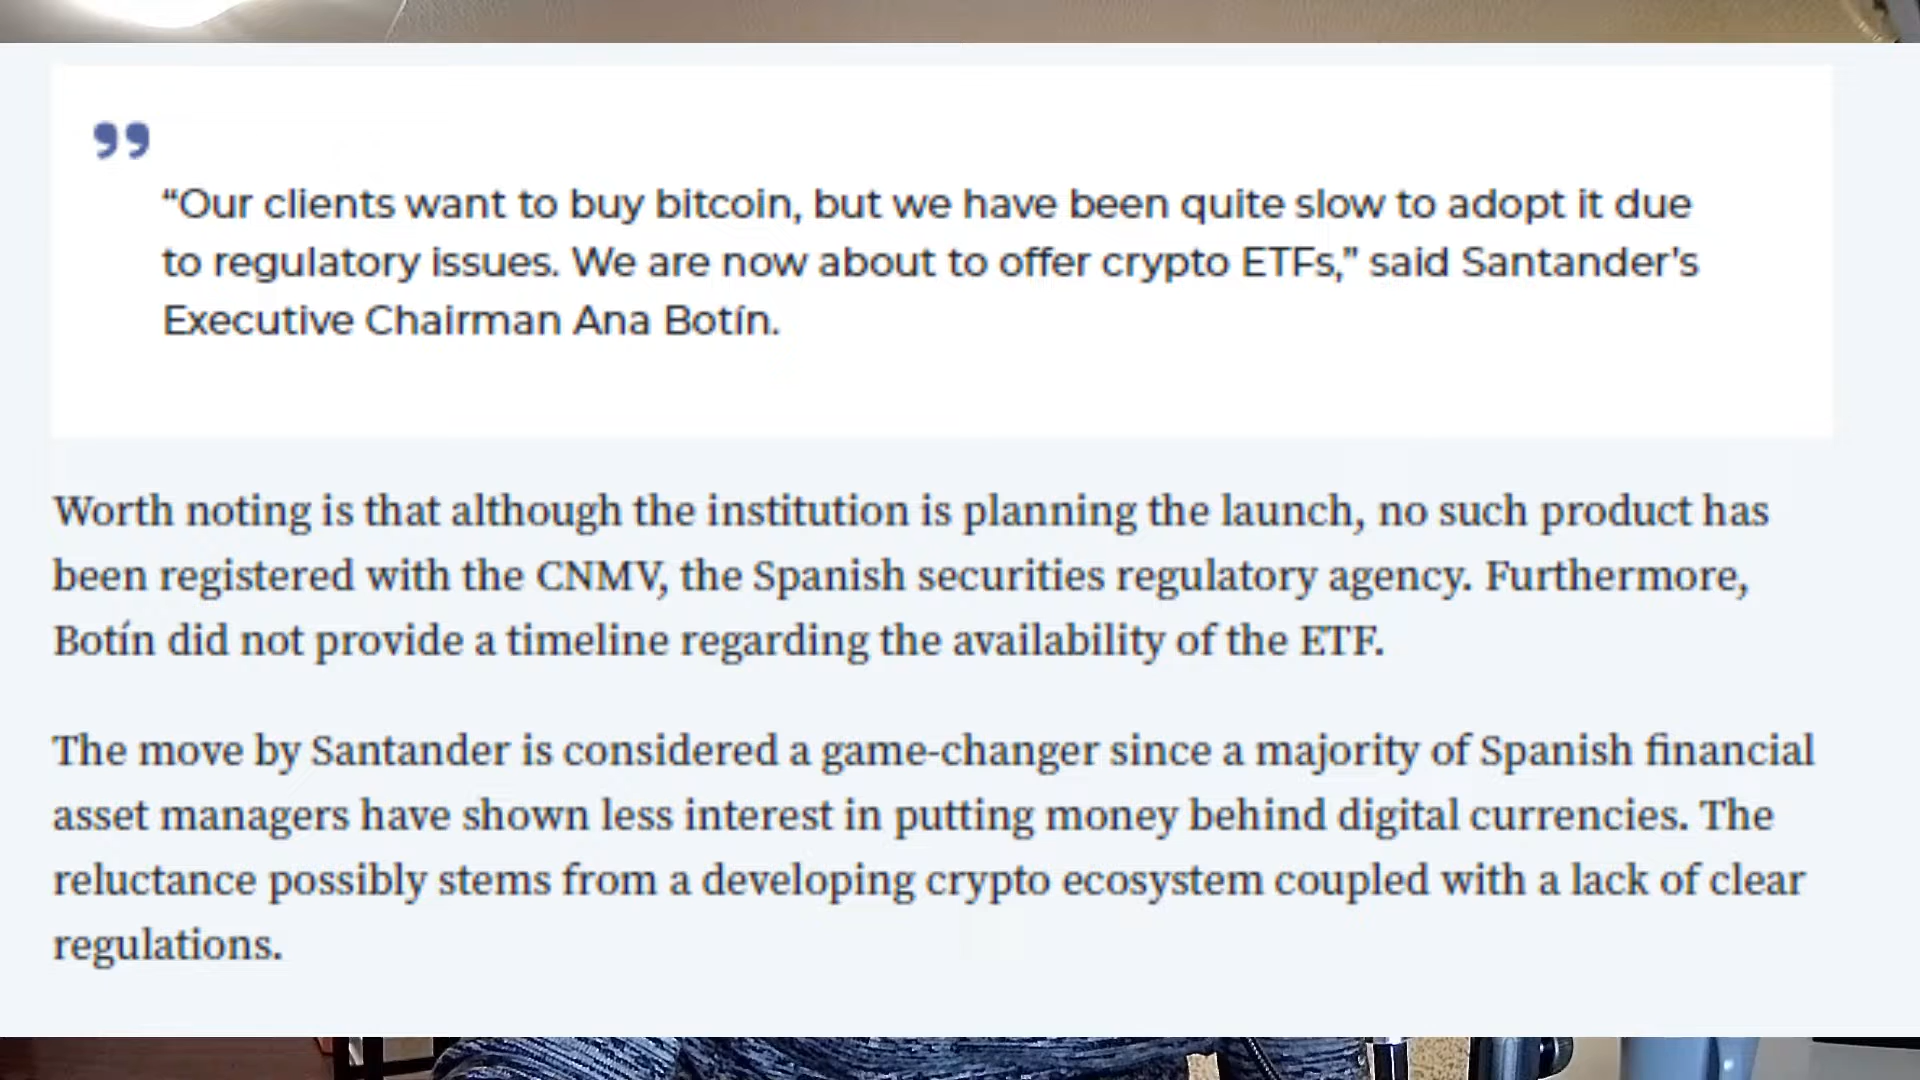 ”
“Our clients want to buy bitcoin, but we have been quite slow to adopt it due
to regulatory issues. We are now about to offer crypto ETFs,” said Santander's
Executive Chairman Ana Botín.
Worth noting is that although the institution is planning the launch, no such product has
been registered with the CNMV, the Spanish securities regulatory agency. Furthermore,
Botín did not provide a timeline regarding the availability of the ETF.
The move by Santander is considered a game-changer since a majority of Spanish financial
asset managers have shown less interest in putting money behind digital currencies. The
reluctance possibly stems from a developing crypto ecosystem coupled with a lack of clear
regulations.